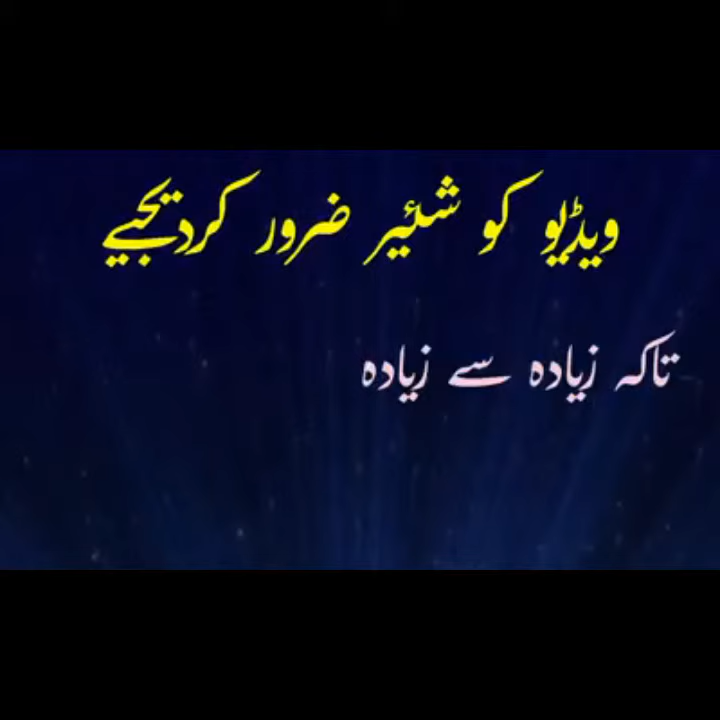 ویڈیو کو شئیر ضرور کردیجیے
تاکہ زیادہ سے زیادہ